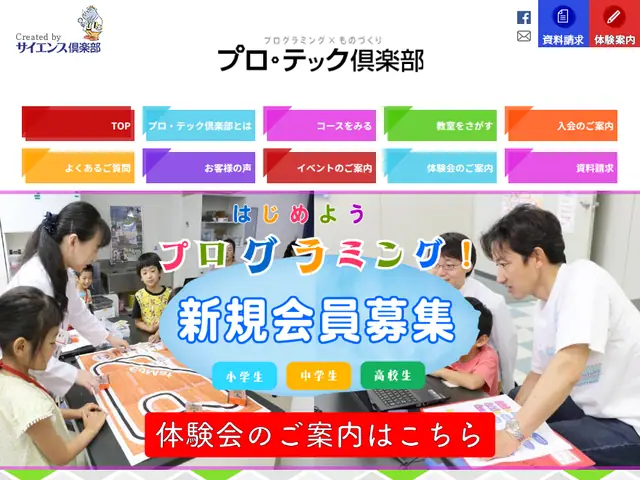 Created by
サイエンス倶楽部
プログラミング×ものづくり
プロ・テック倶楽部
資料請求
体験案内
TOP
プロ・テック倶楽部とは
コースをみる
教室をさがす
入会のご案内
よくあるご質問
お客様の声
イベントのご案内
体験会のご案内
資料請求
はじめよう
プログラミング!
新規会員募集
小学生
中学生
高校生
体験会のご案内はこちら